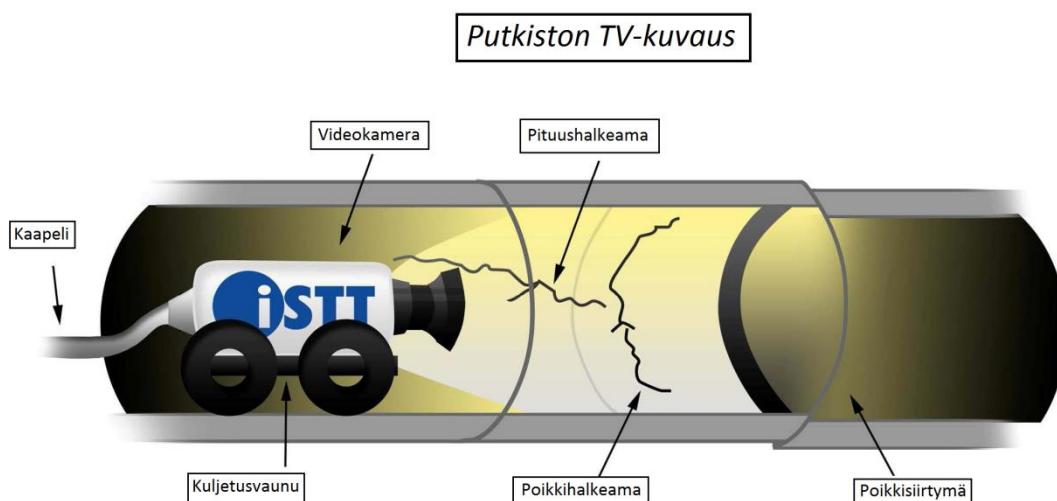 Putkiston TV-kuvaus
Videokamera
Pituushalkeama
Kaapeli
iSTT
Kuljetusvaunu
Poikkihalkeama
Poikkisiirtymä